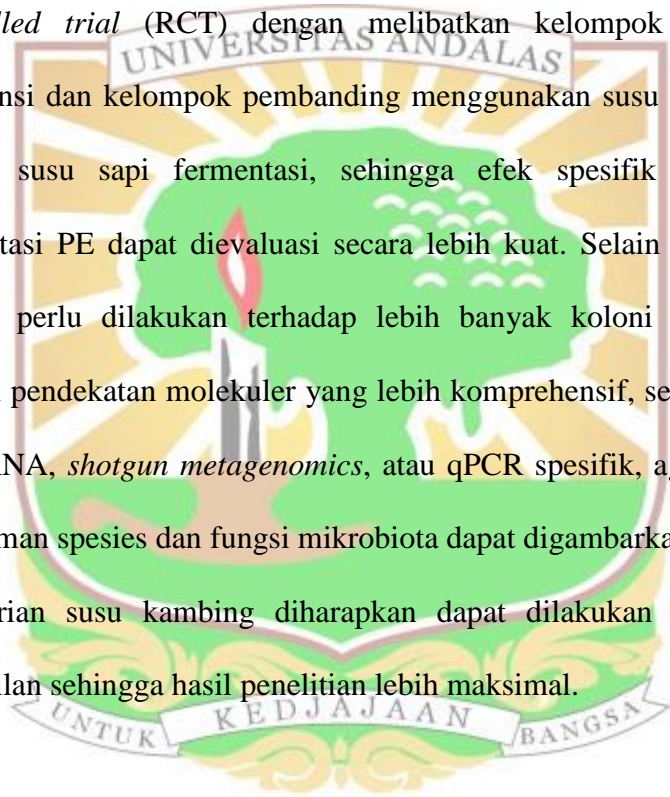 lled trial (RCT) dengan melibatkan kelompok
UNIVERSITAS ANDALAS
nsi dan kelompok pembanding menggunakan susu
susu sapi fermentasi, sehingga efek spesifik
tasi PE dapat dievaluasi secara lebih kuat. Selain
perlu dilakukan terhadap lebih banyak koloni
pendekatan molekuler yang lebih komprehensif, se
NA, shotgun metagenomics, atau qPCR spesifik, a
man spesies dan fungsi mikrobiota dapat digambarka
rian susu kambing diharapkan dapat dilakukan
ilan sehingga hasil penelitian lebih maksimal.
UNTUK KEDJAJAAN BANGSA